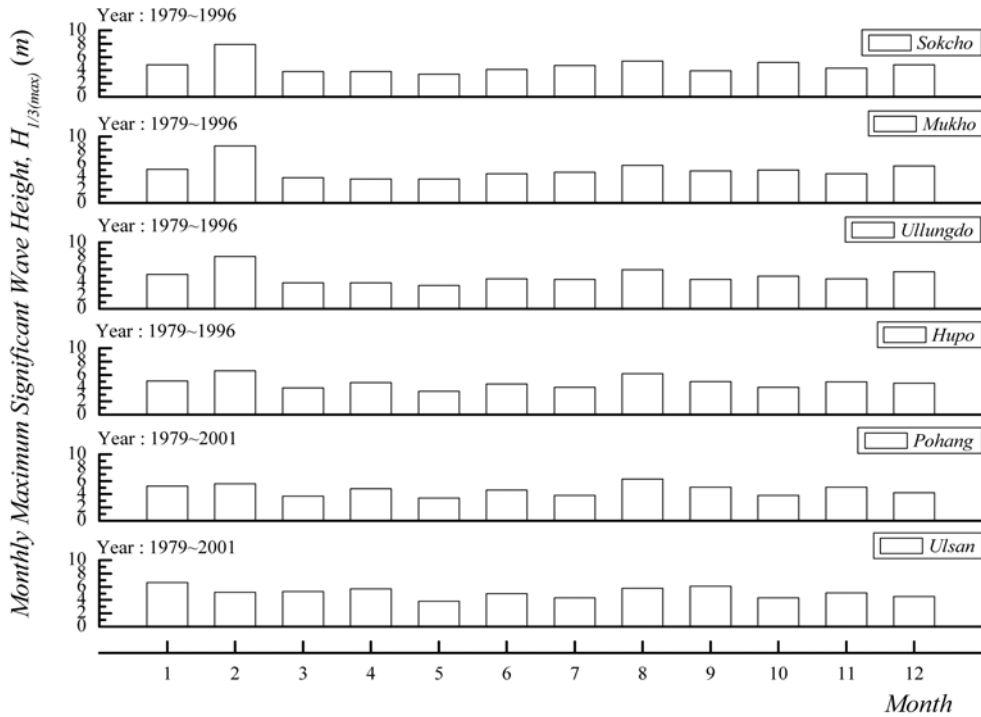 Monthly Maximum Significant Wave Height, H1/3(max) (m)
Year : 1979~1996
Sokcho
10
8
6
4
2
0
Year : 1979~1996
Mukho
10
8
6
4
2
0
Year : 1979~1996
Ullungdo
10
8
6
4
2
0
Year : 1979~1996
Hupo
10
8
6
4
2
0
Year : 1979~2001
Pohang
10
8
6
4
2
0
Year : 1979~2001
Ulsan
10
8
6
4
2
0
1 2 3 4 5 6 7 8 9 10 11 12
Month